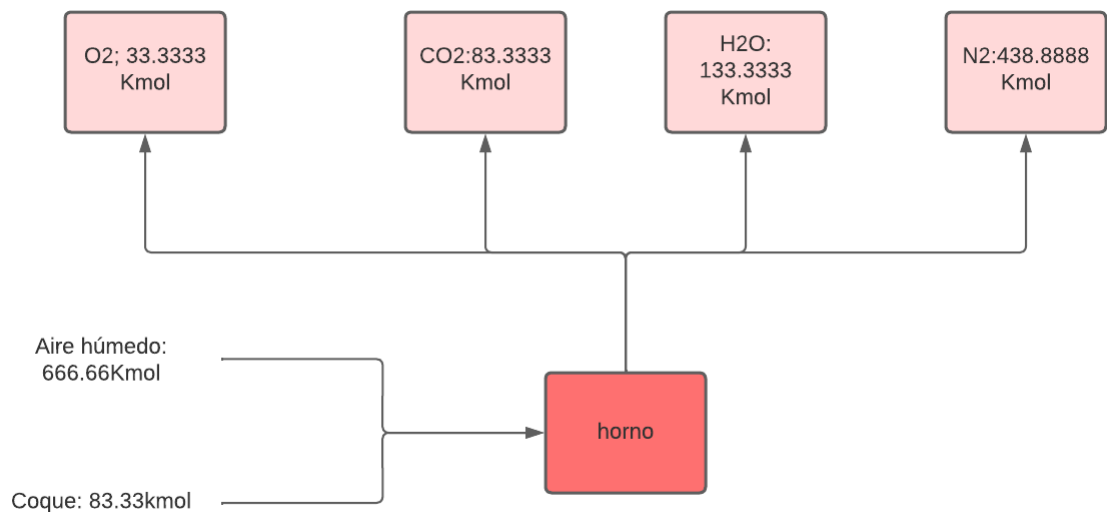 O2; 33.3333
Kmol
CO2:83.3333
Kmol
H2O:
133.3333
Kmol
N2:438.8888
Kmol
Aire húmedo:
666.66Kmol
horno
Coque: 83.33kmol